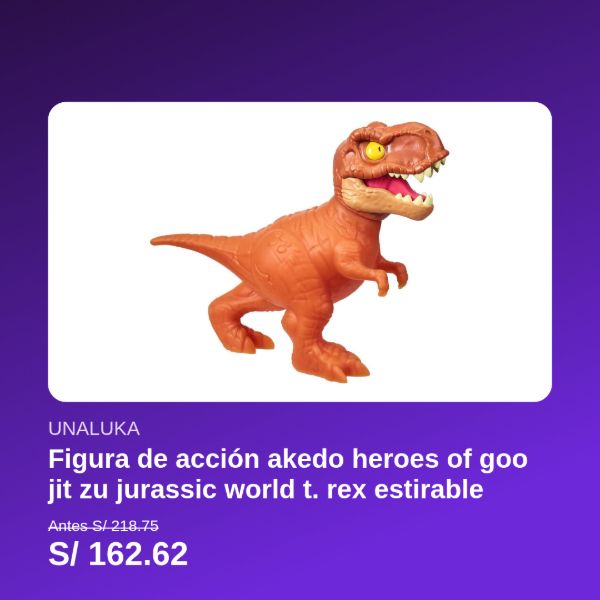 UNALUKA
Figura de acción akedo heroes of goo
jit zu jurassic world t. rex estirable
Antes S/ 218.75
S/ 162.62